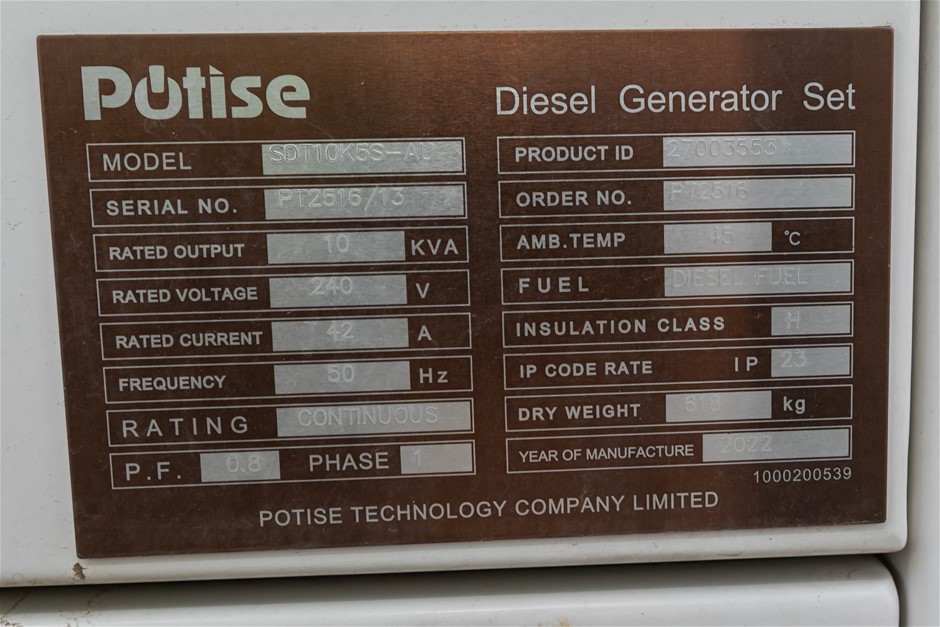 Potise
Diesel Generator Set
MODEL SDT10K5S-AU
SERIAL NO. PT2516/13
RATED OUTPUT 10 KVA
RATED VOLTAGE 240 V
RATED CURRENT 42 A
FREQUENCY 50 Hz
RATING CONTINUOUS
P.F. 0.8 PHASE 1
PRODUCT ID 27003553
ORDER NO. PT2516
AMB.TEMP °C
FUEL DIESEL FUEL
INSULATION CLASS H
IP CODE RATE IP 23
DRY WEIGHT 618 kg
YEAR OF MANUFACTURE 2022
1000200539
POTISE TECHNOLOGY COMPANY LIMITED